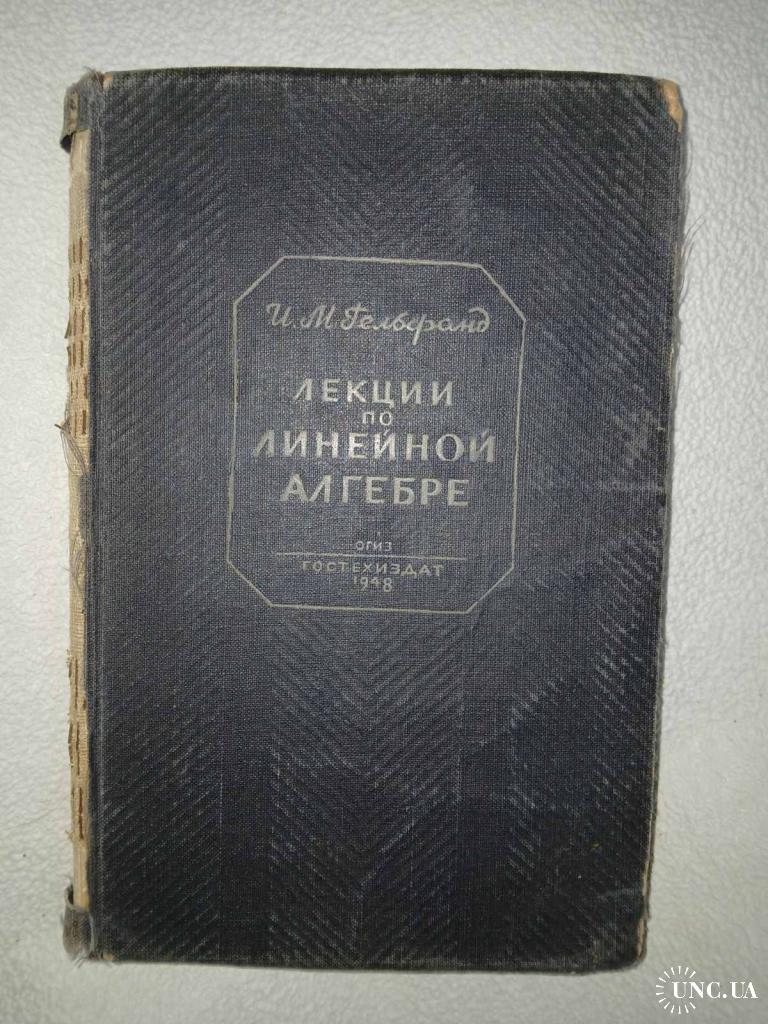 И. М. Гельфанд
ЛЕКЦИИ
ПО
ЛИНЕЙНОЙ
АЛГЕБРЕ
ОГИЗ
ГОСТЕХИЗДАТ
1948
UNC.UA